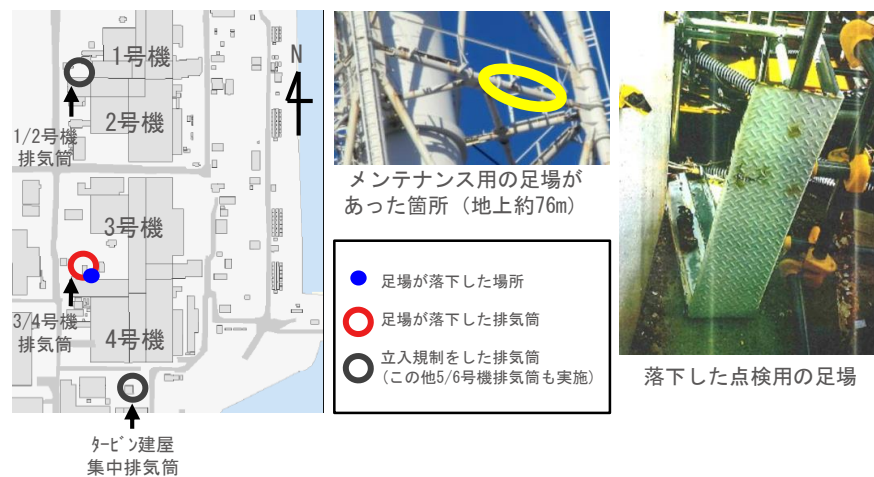 1号機
N
2号機
1/2号機
排気筒
3号機
3/4号機
排気筒
4号機
ﾀｰﾋﾞﾝ建屋
集中排気筒
メンテナンス用の足場が
あった箇所（地上約76m）
足場が落下した場所
足場が落下した排気筒
立入規制をした排気筒
（この他5/6号機排気筒も実施）
落下した点検用の足場